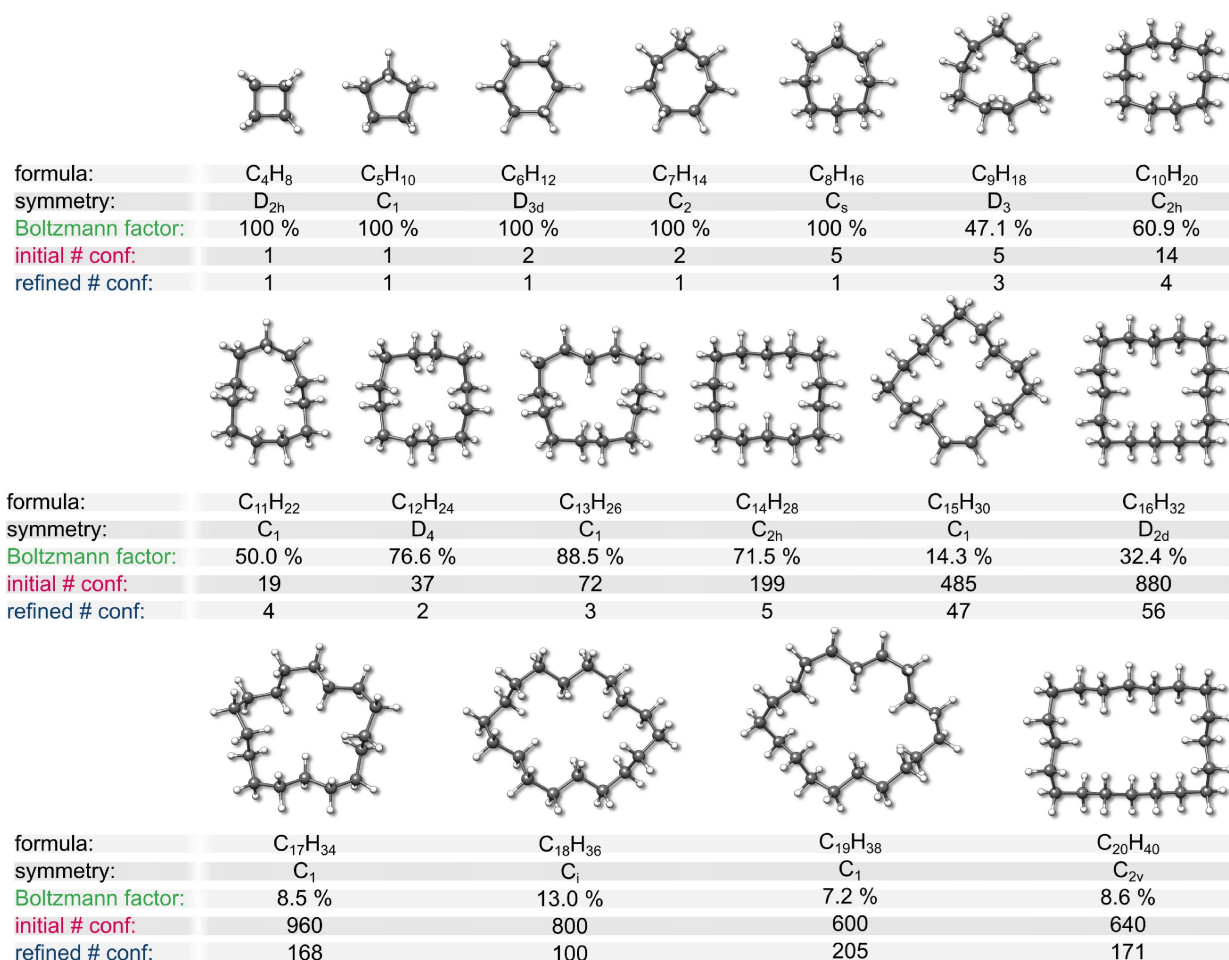 formula: C₄H₈ C₅H₁₀ C₆H₁₂ C₇H₁₄ C₈H₁₆ C₉H₁₈ C₁₀H₂₀
symmetry: D₂ₕ C₁ D₃d C₂ Cₛ D₃ C₂ₕ
Boltzmann factor: 100 % 100 % 100 % 100 % 100 % 47.1 % 60.9 %
initial # conf: 1 1 2 2 5 5 14
refined # conf: 1 1 1 1 1 3 4
formula: C₁₁H₂₂ C₁₂H₂₄ C₁₃H₂₆ C₁₄H₂₈ C₁₅H₃₀ C₁₆H₃₂
symmetry: C₁ D₄ C₁ C₂ₕ C₁ D₂d
Boltzmann factor: 50.0 % 76.6 % 88.5 % 71.5 % 14.3 % 32.4 %
initial # conf: 19 37 72 199 485 880
refined # conf: 4 2 3 5 47 56
formula: C₁₇H₃₄ C₁₈H₃₆ C₁₉H₃₈ C₂₀H₄₀
symmetry: C₁ Cᵢ C₁ C₂ᵥ
Boltzmann factor: 8.5 % 13.0 % 7.2 % 8.6 %
initial # conf: 960 800 600 640
refined # conf: 168 100 205 171